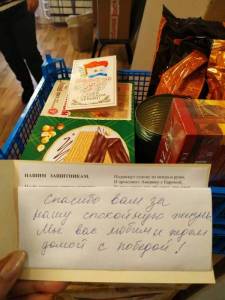 НАШИМ ЗАЩИТНИКАМ.
Спасибо вам за
нашу спокойную жизнь
Мы вас любим и ждем
домой с победой!